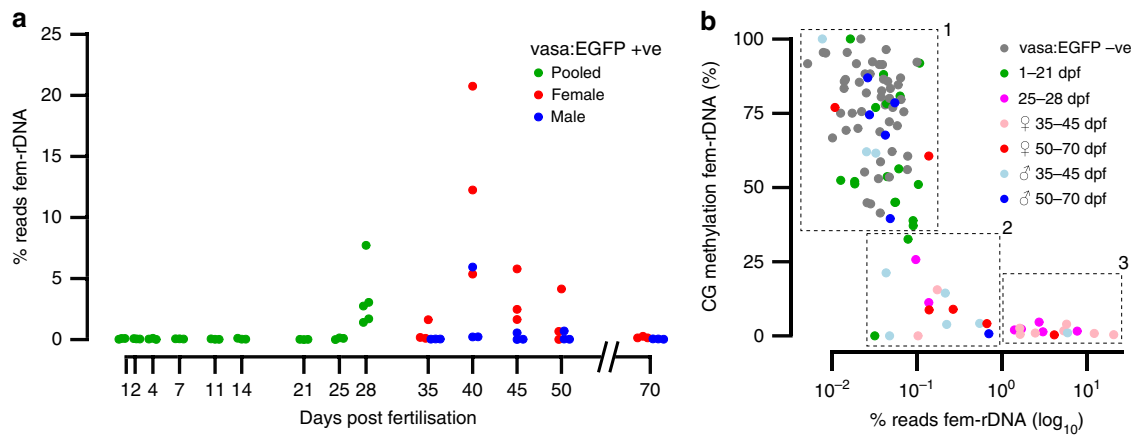 a
25
20
15
10
5
0
% reads fem-rDNA
vasa:EGFP +ve
Pooled
Female
Male
1 2 4 7 11 14 21 25 28 35 40 45 50 70
Days post fertilisation
b
100
75
50
25
0
CG methylation fem-rDNA (%)
1
2
3
vasa:EGFP –ve
1–21 dpf
25–28 dpf
♀ 35–45 dpf
♀ 50–70 dpf
♂ 35–45 dpf
♂ 50–70 dpf
10⁻² 10⁻¹ 10⁰ 10¹
% reads fem-rDNA (log₁₀)